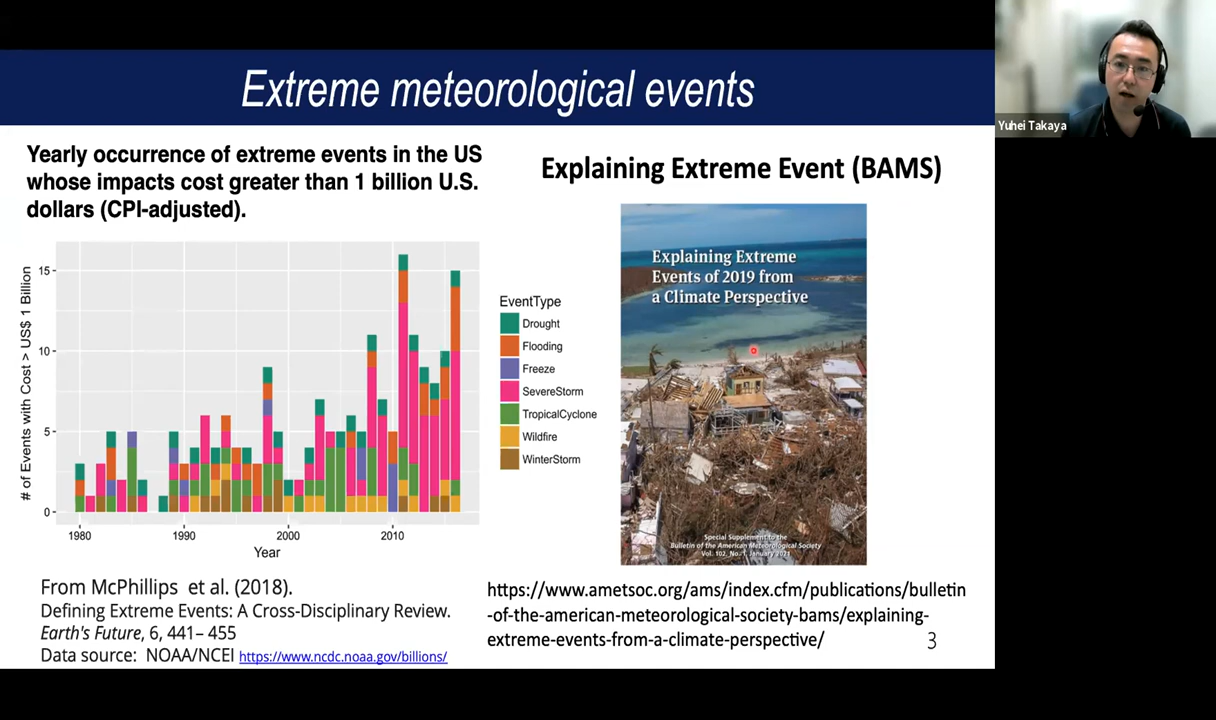 Extreme meteorological events
Yuhei Takaya
Yearly occurrence of extreme events in the US
whose impacts cost greater than 1 billion U.S.
dollars (CPI-adjusted).
# of Events with Cost > US$ 1 Billion
15
10
5
0
1980
1990
2000
2010
Year
EventType
Drought
Flooding
Freeze
SevereStorm
TropicalCyclone
Wildfire
WinterStorm
From McPhillips et al. (2018).
Defining Extreme Events: A Cross-Disciplinary Review.
Earth's Future, 6, 441– 455
Data source: NOAA/NCEI https://www.ncdc.noaa.gov/billions/
Explaining Extreme Event (BAMS)
Explaining Extreme
Events of 2019 from
a Climate Perspective
Special Supplement to the
Bulletin of the American Meteorological Society
Vol. 102, No. 1, January 2021
https://www.ametsoc.org/ams/index.cfm/publications/bulletin
-of-the-american-meteorological-society-bams/explaining-
extreme-events-from-a-climate-perspective/
3